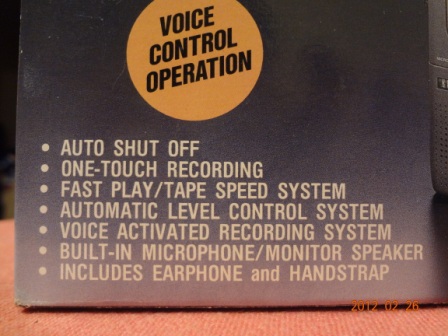 VOICE
CONTROL
OPERATION
• AUTO SHUT OFF
• ONE-TOUCH RECORDING
• FAST PLAY/TAPE SPEED SYSTEM
• AUTOMATIC LEVEL CONTROL SYSTEM
• VOICE ACTIVATED RECORDING SYSTEM
• BUILT-IN MICROPHONE/MONITOR SPEAKER
• INCLUDES EARPHONE and HANDSTRAP
2012 02 26